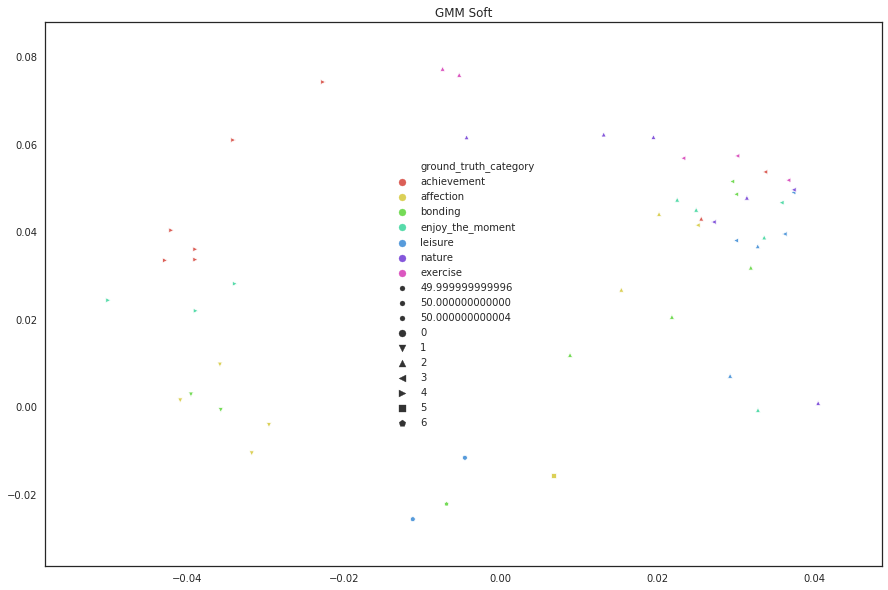 GMM Soft
0.08
0.06
0.04
0.02
0.00
−0.02
ground_truth_category
achievement
affection
bonding
enjoy_the_moment
leisure
nature
exercise
49.999999999996
50.000000000000
50.000000000004
0
1
2
3
4
5
6
−0.04
−0.02
0.00
0.02
0.04